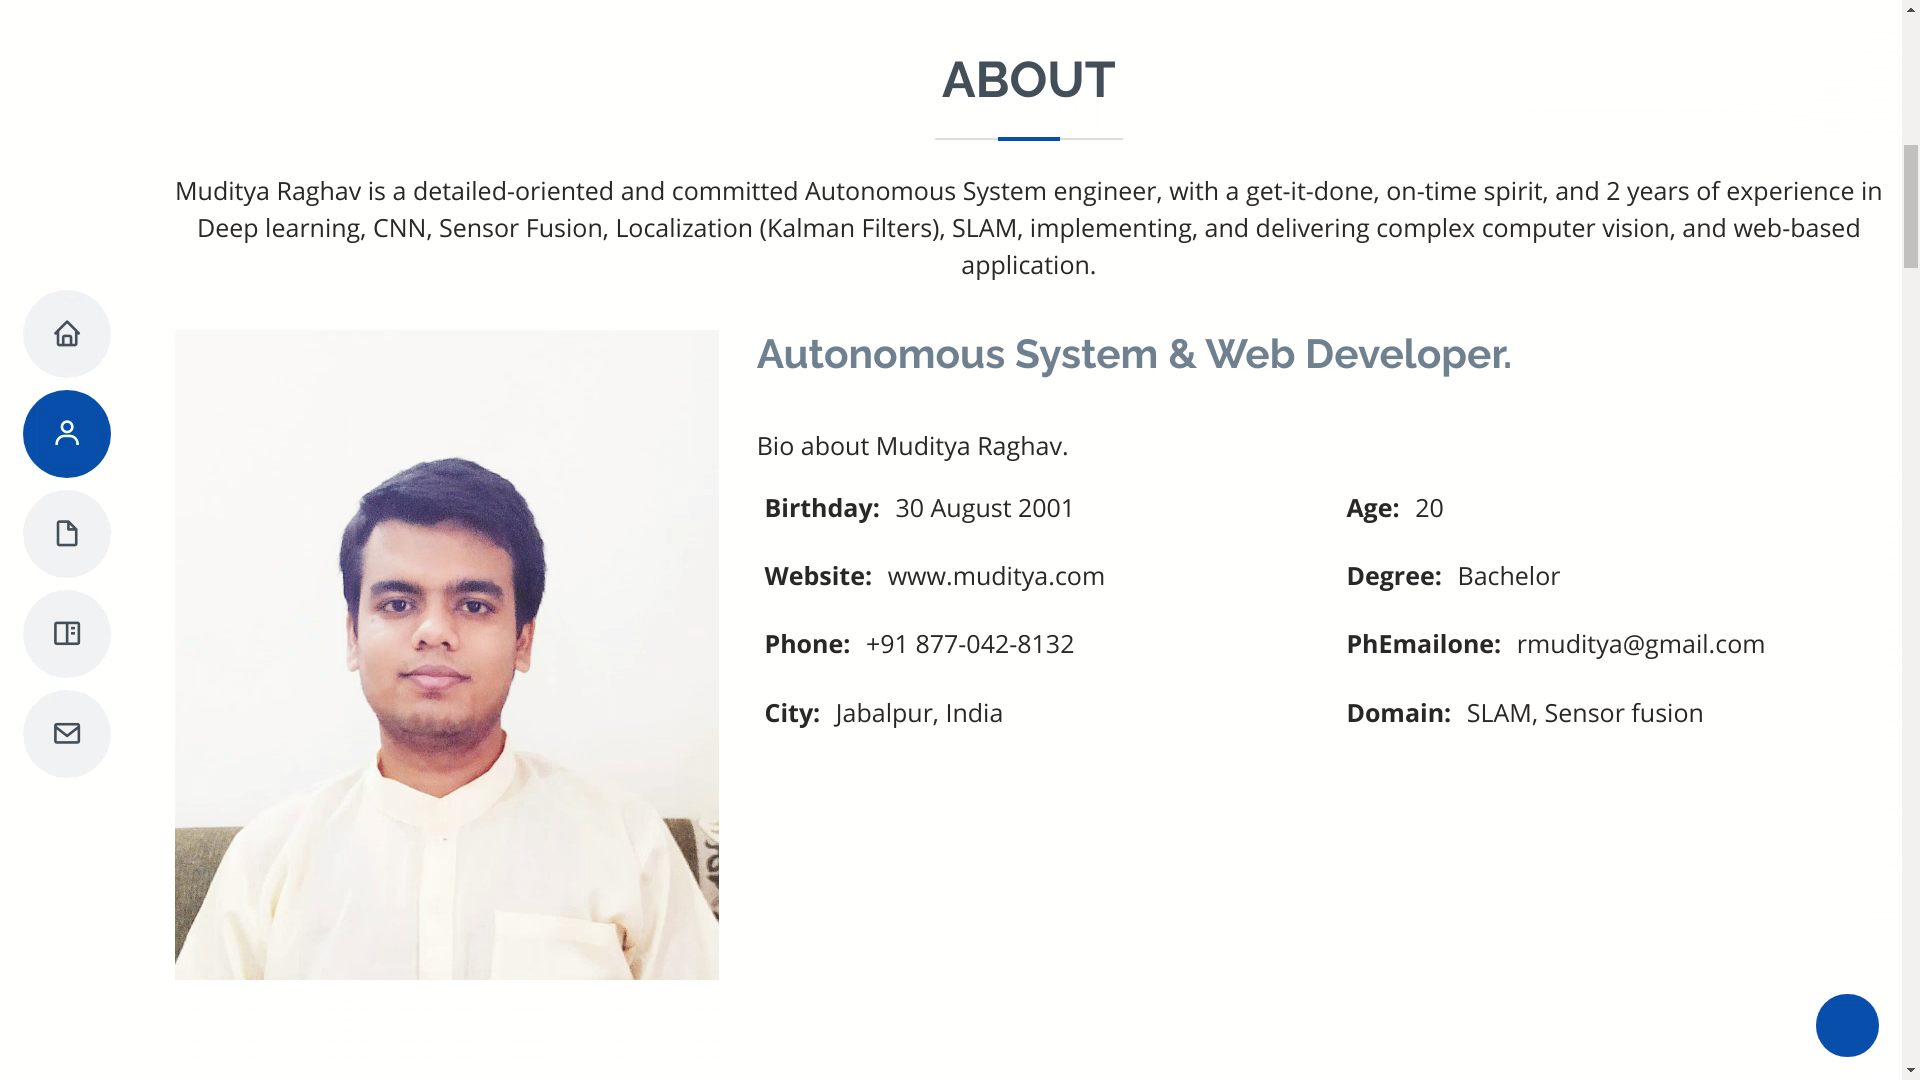 ABOUT
Muditya Raghav is a detailed-oriented and committed Autonomous System engineer, with a get-it-done, on-time spirit, and 2 years of experience in
Deep learning, CNN, Sensor Fusion, Localization (Kalman Filters), SLAM, implementing, and delivering complex computer vision, and web-based
application.
Autonomous System & Web Developer.
Bio about Muditya Raghav.
Birthday: 30 August 2001
Age: 20
Website: www.muditya.com
Degree: Bachelor
Phone: +91 877-042-8132
PhEmailone: rmuditya@gmail.com
City: Jabalpur, India
Domain: SLAM, Sensor fusion